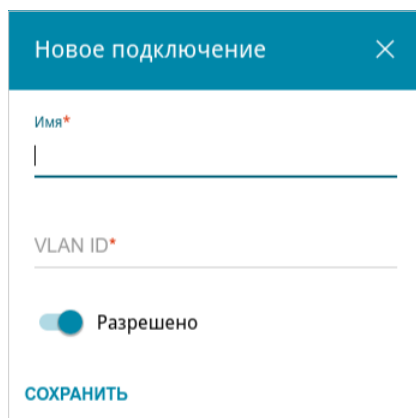 Новое подключение
Имя*
VLAN ID*
Разрешено
СОХРАНИТЬ